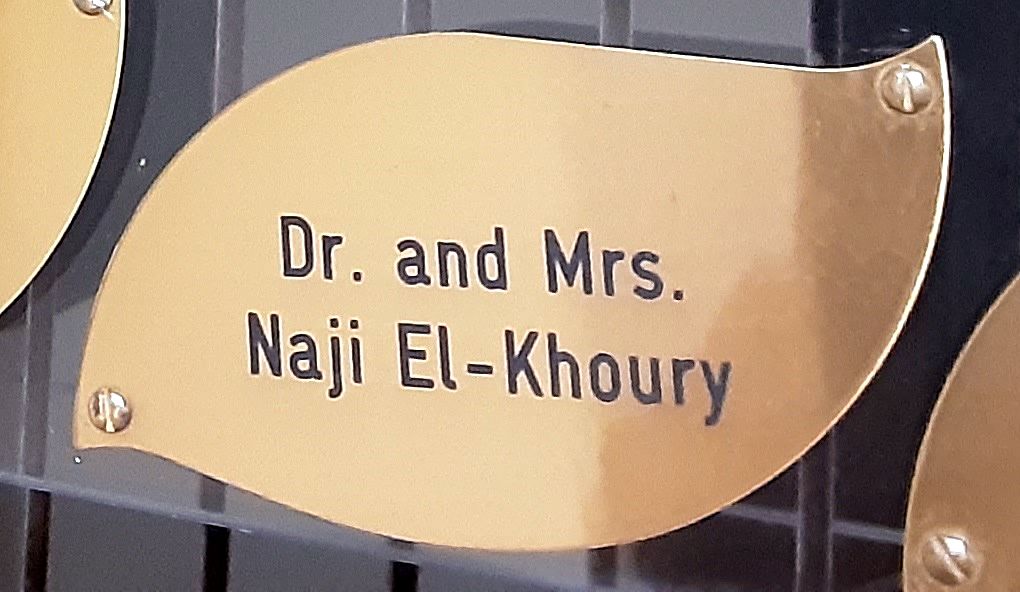 Dr. and Mrs.
Naji El-Khoury